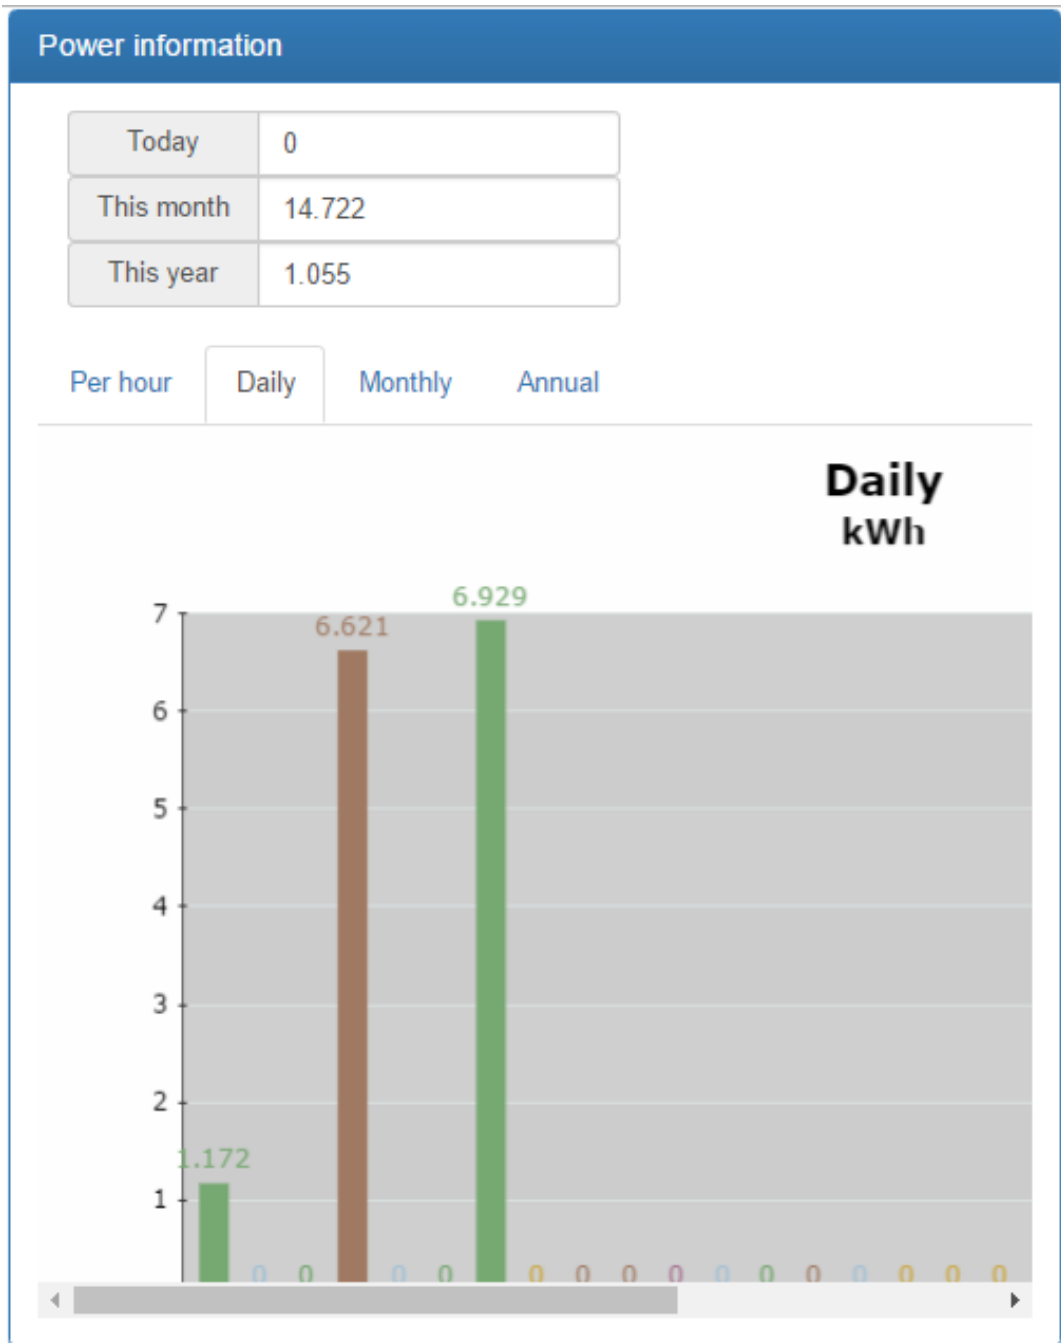 Power information
Today 0
This month 14.722
This year 1.055
Per hour Daily Monthly Annual
Daily
kWh
6.929
7
6.621
6
5
4
3
2
1.172
1
0 0 0 0 0 0 0 0 0 0 0 0 0 0 0